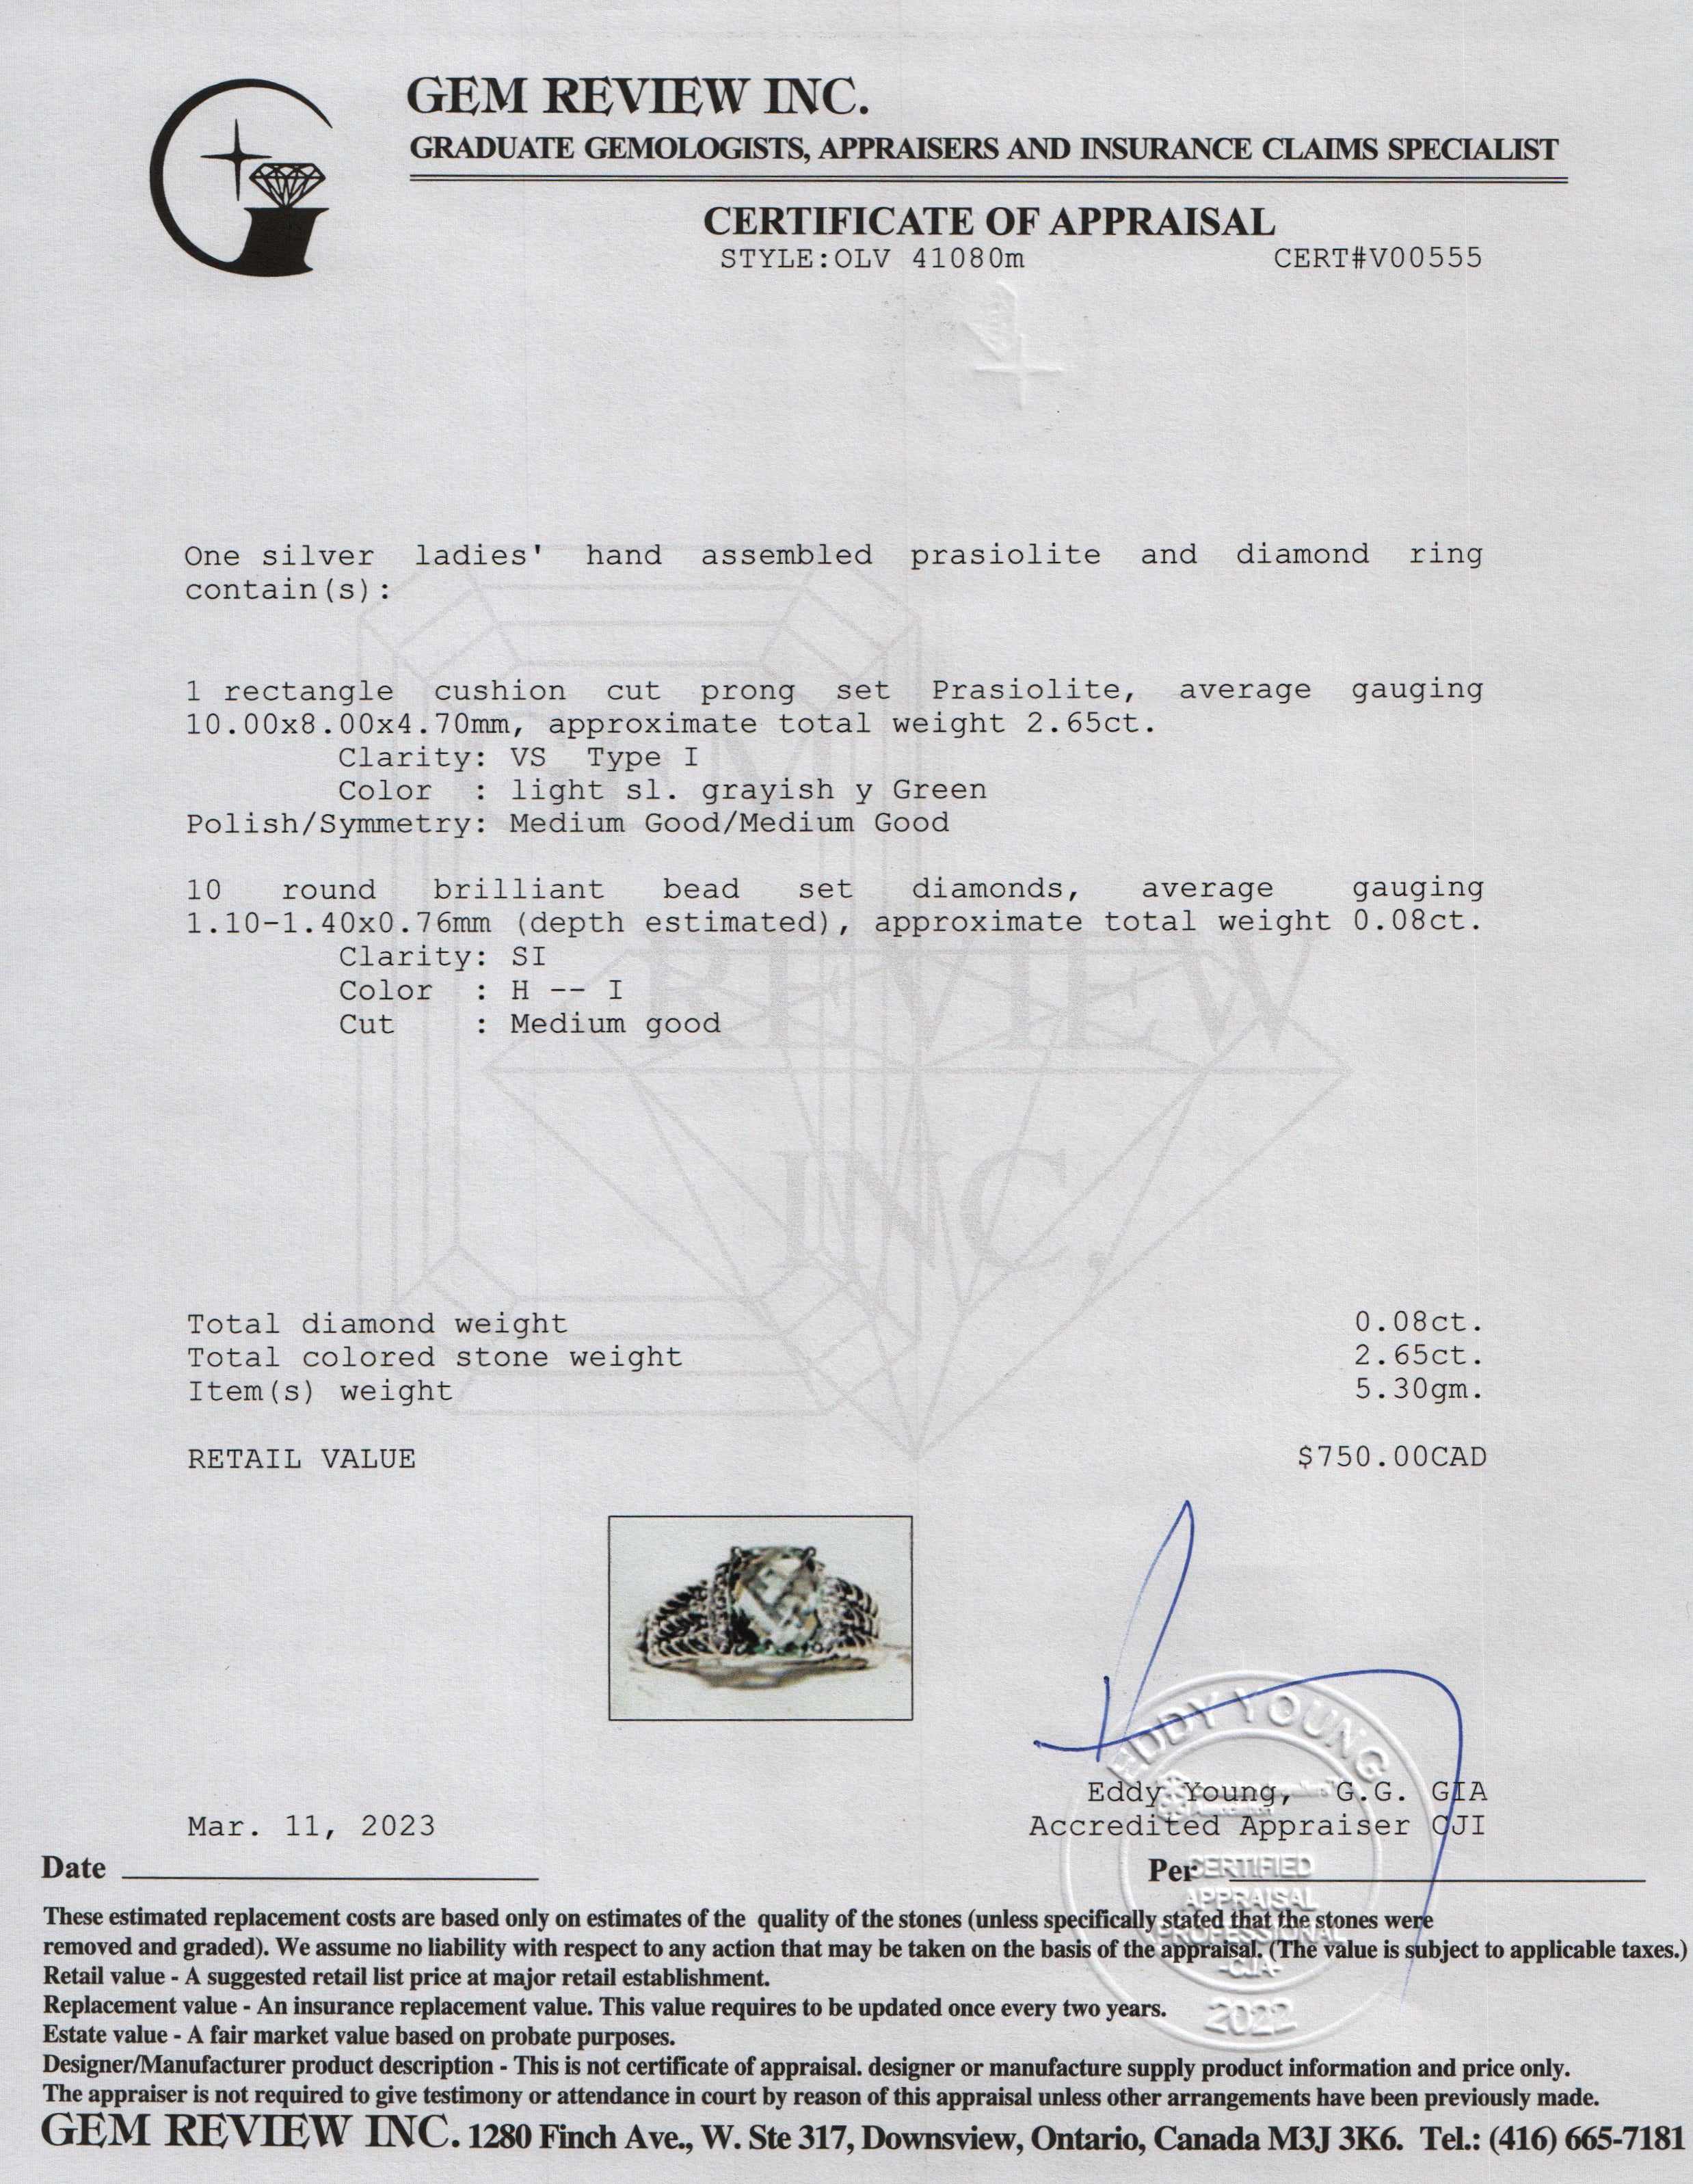 GEM REVIEW INC.
GRADUATE GEMOLOGISTS, APPRAISERS AND INSURANCE CLAIMS SPECIALIST
CERTIFICATE OF APPRAISAL
STYLE:OLV 41080m CERT#V00555
One silver ladies' hand assembled prasiolite and diamond ring
contain(s):
1 rectangle cushion cut prong set Prasiolite, average gauging
10.00x8.00x4.70mm, approximate total weight 2.65ct.
Clarity: VS Type I
Color : light sl. grayish y Green
Polish/Symmetry: Medium Good/Medium Good
10 round brilliant bead set diamonds, average gauging
1.10-1.40x0.76mm (depth estimated), approximate total weight 0.08ct.
Clarity: SI
Color : H -- I
Cut : Medium good
GEM
REVIEW
INC.
Total diamond weight 0.08ct.
Total colored stone weight 2.65ct.
Item(s) weight 5.30gm.
RETAIL VALUE $750.00CAD
EDDY YOUNG
Eddy Young, G.G. GIA
Mar. 11, 2023 Accredited Appraiser CJI
Date Per
CERTIFIED
APPRAISAL
PROFESSIONAL
-CJA-
2022
These estimated replacement costs are based only on estimates of the quality of the stones (unless specifically stated that the stones were
removed and graded). We assume no liability with respect to any action that may be taken on the basis of the appraisal. (The value is subject to applicable taxes.)
Retail value - A suggested retail list price at major retail establishment.
Replacement value - An insurance replacement value. This value requires to be updated once every two years.
Estate value - A fair market value based on probate purposes.
Designer/Manufacturer product description - This is not certificate of appraisal. designer or manufacture supply product information and price only.
The appraiser is not required to give testimony or attendance in court by reason of this appraisal unless other arrangements have been previously made.
GEM REVIEW INC. 1280 Finch Ave., W. Ste 317, Downsview, Ontario, Canada M3J 3K6. Tel.: (416) 665-7181